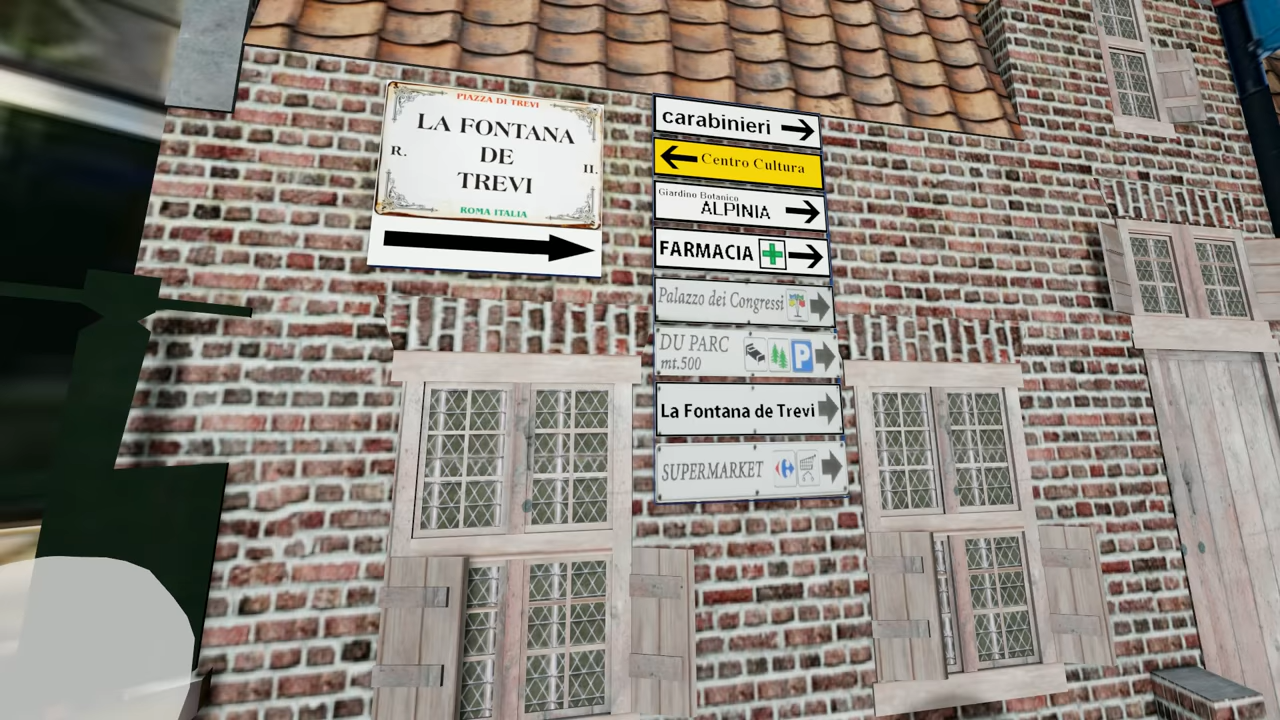 PIAZZA DI TREVI
LA FONTANA
R.
DE
II.
TREVI
ROMA ITALIA
carabinieri
Centro Cultura
Giardino Botanico
ALPINIA
FARMACIA
Palazzo dei Congressi
DU PARC
mt.500
P
La Fontana de Trevi
SUPERMARKET